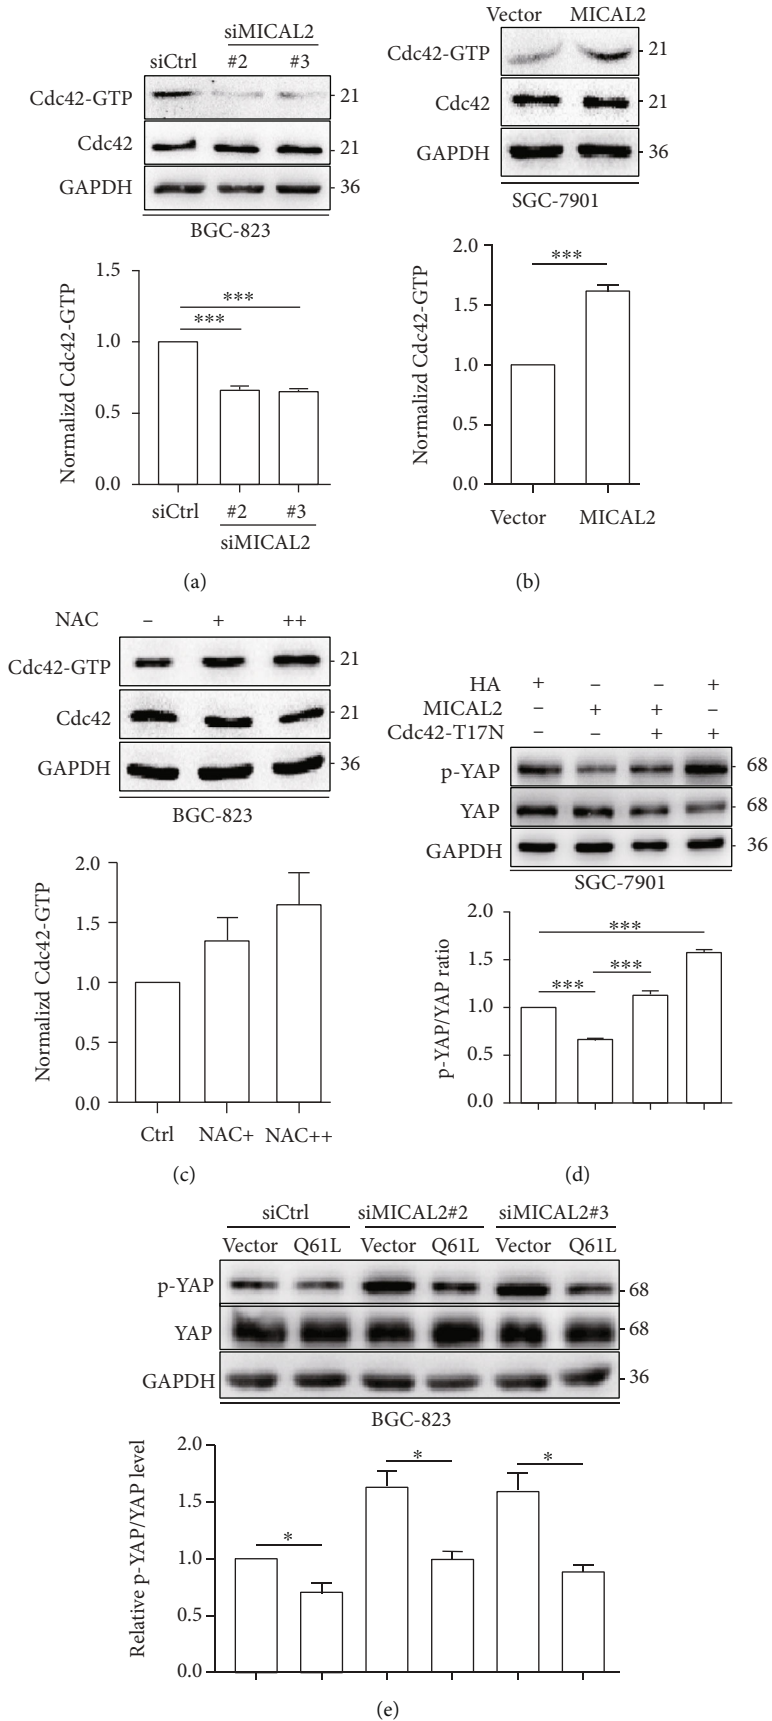 siMICAL2
siCtrl #2 #3
Cdc42-GTP 21
Cdc42 21
GAPDH 36
BGC-823
Normalizd Cdc42-GTP
1.5
1.0
0.5
0.0
***
***
siCtrl #2 #3
siMICAL2
(a)
Vector MICAL2
Cdc42-GTP 21
Cdc42 21
GAPDH 36
SGC-7901
Normalizd Cdc42-GTP
2.0
1.5
1.0
0.5
0.0
***
Vector MICAL2
(b)
NAC – + ++
Cdc42-GTP 21
Cdc42 21
GAPDH 36
BGC-823
Normalizd Cdc42-GTP
2.0
1.5
1.0
0.5
0.0
Ctrl NAC+ NAC++
(c)
HA + – – +
MICAL2 – + + –
Cdc42-T17N – – + +
p-YAP 68
YAP 68
GAPDH 36
SGC-7901
p-YAP/YAP ratio
2.0
1.5
1.0
0.5
0.0
***
***
***
(d)
siCtrl siMICAL2#2 siMICAL2#3
Vector Q61L Vector Q61L Vector Q61L
p-YAP 68
YAP 68
GAPDH 36
BGC-823
Relative p-YAP/YAP level
2.0
1.5
1.0
0.5
0.0
*
*
*
(e)